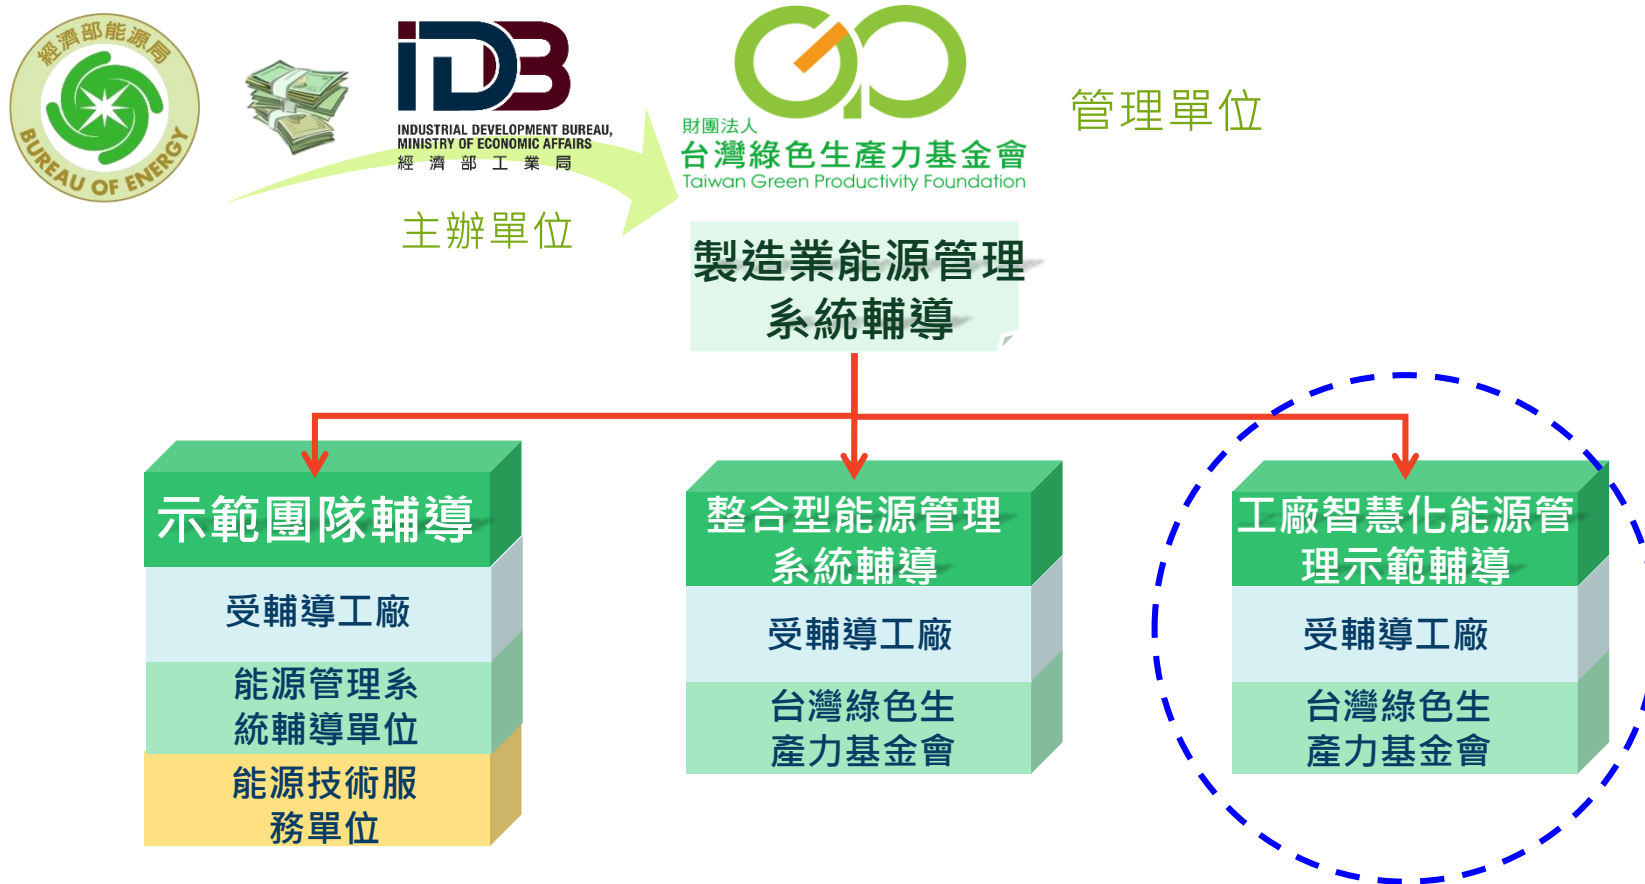 經濟部能源局
BUREAU OF ENERGY
IDB
INDUSTRIAL DEVELOPMENT BUREAU,
MINISTRY OF ECONOMIC AFFAIRS
經濟部工業局
主辦單位
財團法人
台灣綠色生產力基金會
Taiwan Green Productivity Foundation
管理單位
製造業能源管理
系統輔導
示範團隊輔導
受輔導工廠
能源管理系
統輔導單位
能源技術服
務單位
整合型能源管理
系統輔導
受輔導工廠
台灣綠色生
產力基金會
工廠智慧化能源管
理示範輔導
受輔導工廠
台灣綠色生
產力基金會